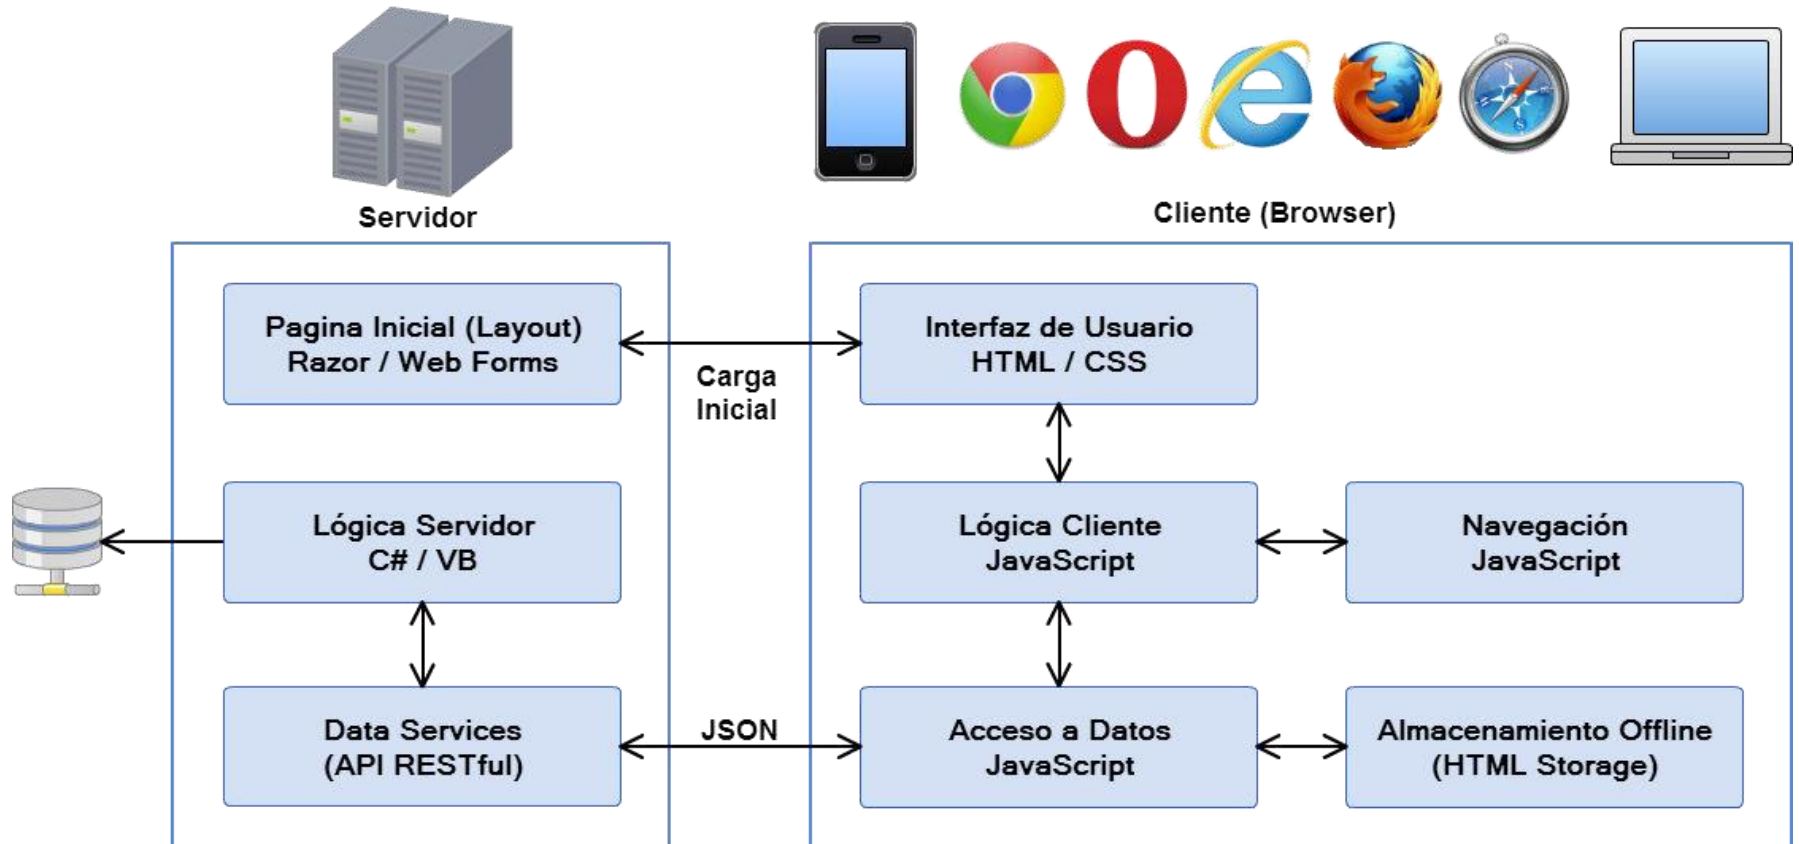 Servidor
Cliente (Browser)
Pagina Inicial (Layout)
Razor / Web Forms
Carga
Inicial
Interfaz de Usuario
HTML / CSS
Lógica Servidor
C# / VB
Lógica Cliente
JavaScript
Navegación
JavaScript
Data Services
(API RESTful)
JSON
Acceso a Datos
JavaScript
Almacenamiento Offline
(HTML Storage)